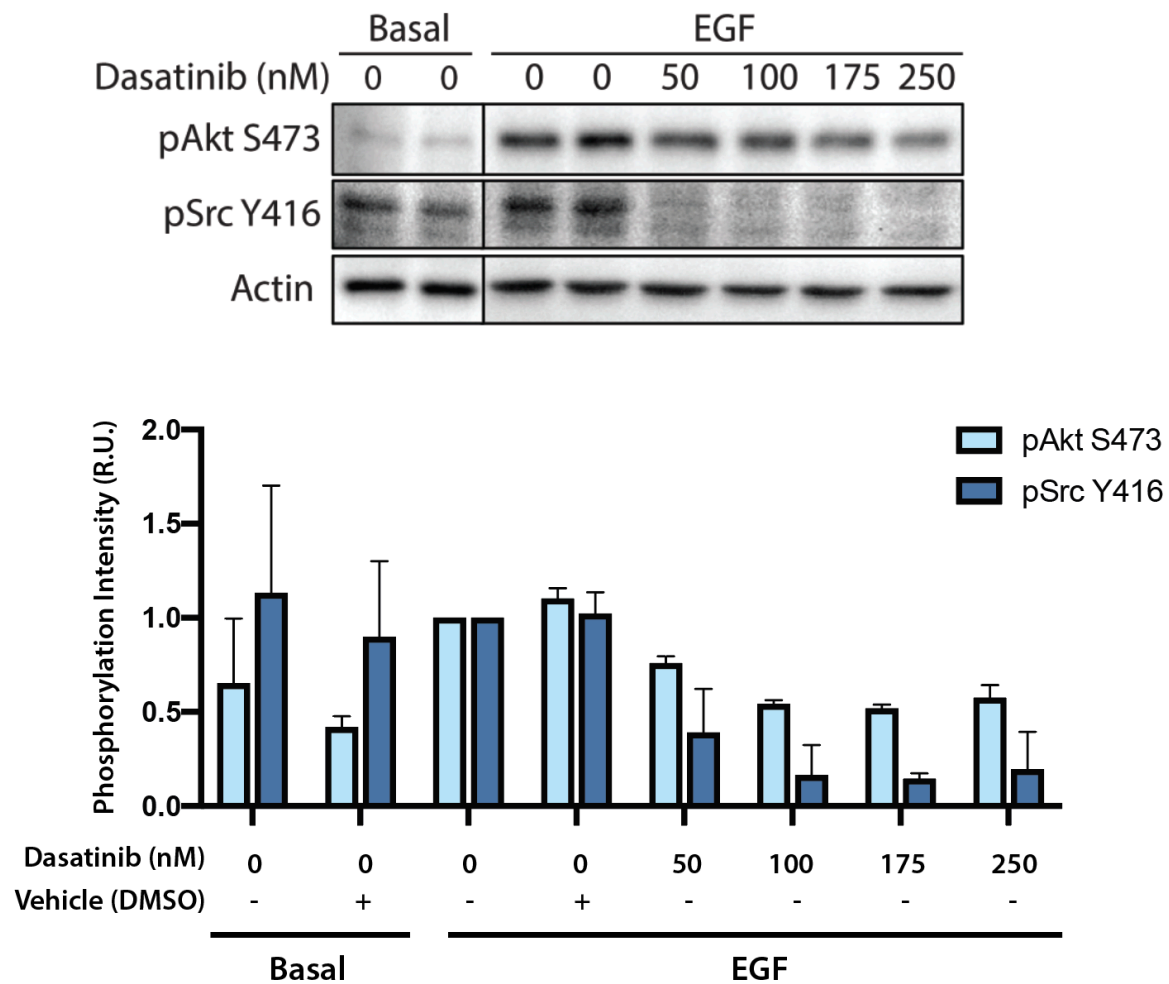 Basal EGF
Dasatinib (nM) 0 0 0 0 50 100 175 250
pAkt S473
pSrc Y416
Actin
Phosphorylation Intensity (R.U.)
2.0
1.5
1.0
0.5
0.0
pAkt S473
pSrc Y416
Dasatinib (nM) 0 0 0 0 50 100 175 250
Vehicle (DMSO) - + - + - - - -
Basal EGF